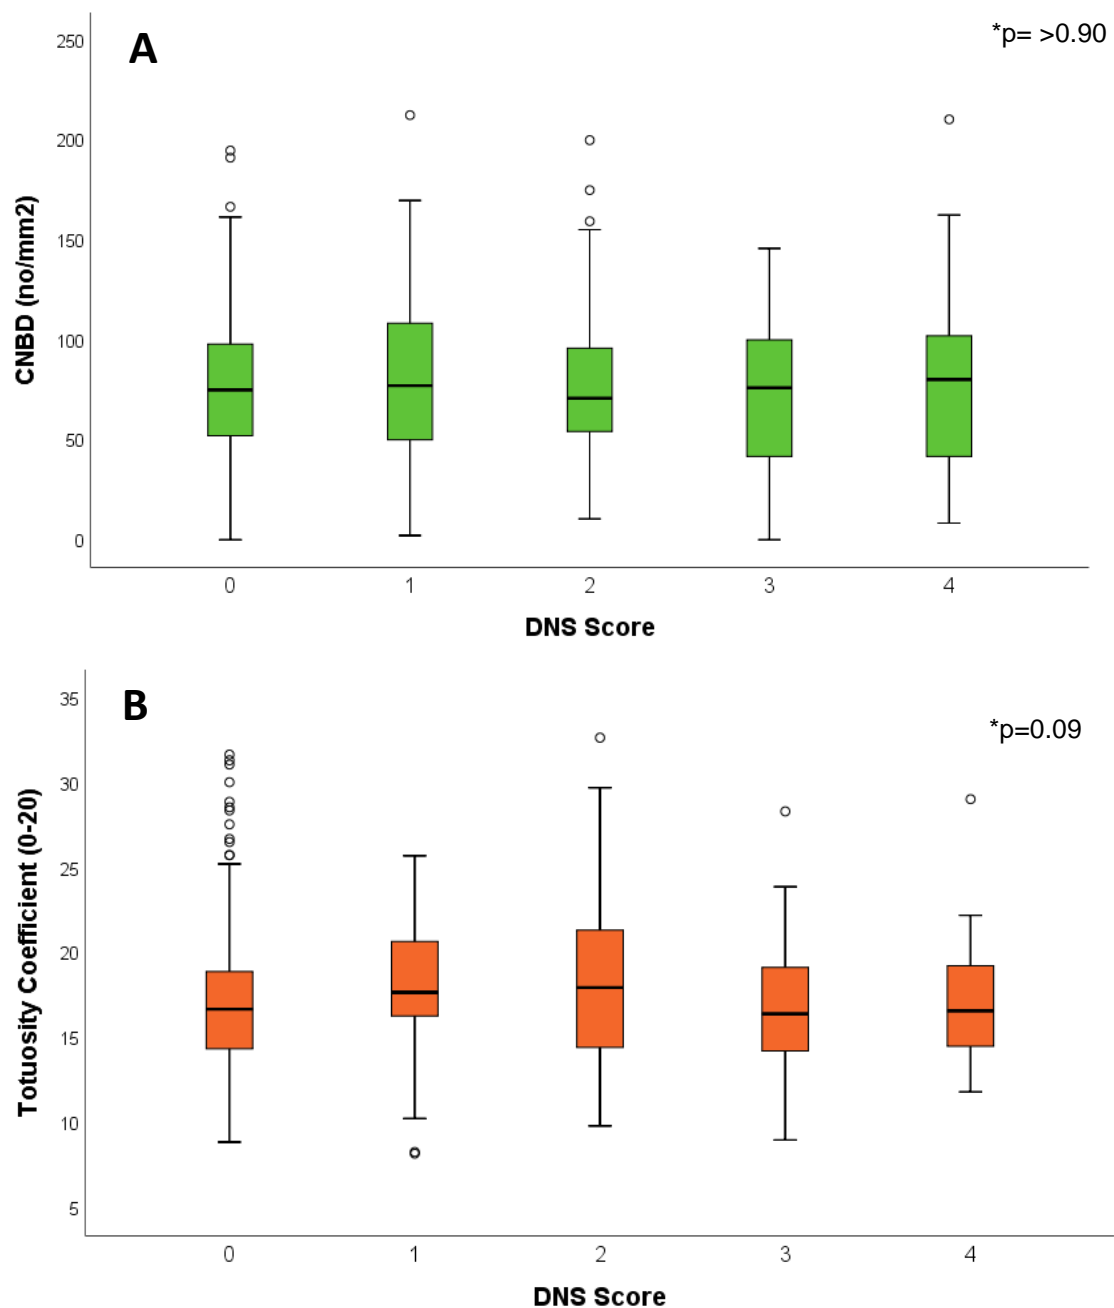 A
*p= >0.90
CNBD (no/mm2)
250
200
150
100
50
0
0 1 2 3 4
DNS Score
B
*p=0.09
Totuosity Coefficient (0-20)
35
30
25
20
15
10
5
0 1 2 3 4
DNS Score